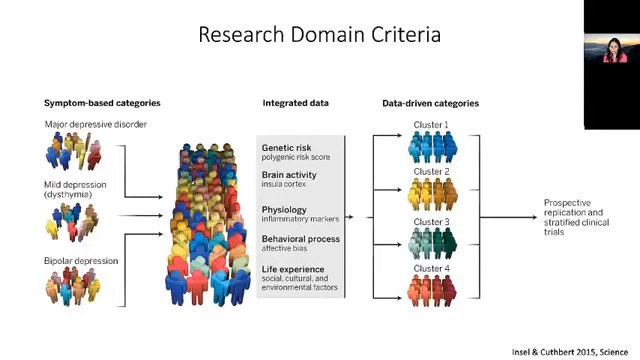 Research Domain Criteria
Symptom-based categories
Major depressive disorder
Mild depression
(dysthymia)
Bipolar depression
Integrated data
Genetic risk
polygenic risk score
Brain activity
insula cortex
Physiology
inflammatory markers
Behavioral process
affective bias
Life experience
social, cultural, and
environmental factors
Data-driven categories
Cluster 1
Cluster 2
Cluster 3
Cluster 4
Prospective
replication and
stratified clinical
trials
Insel & Cuthbert 2015, Science